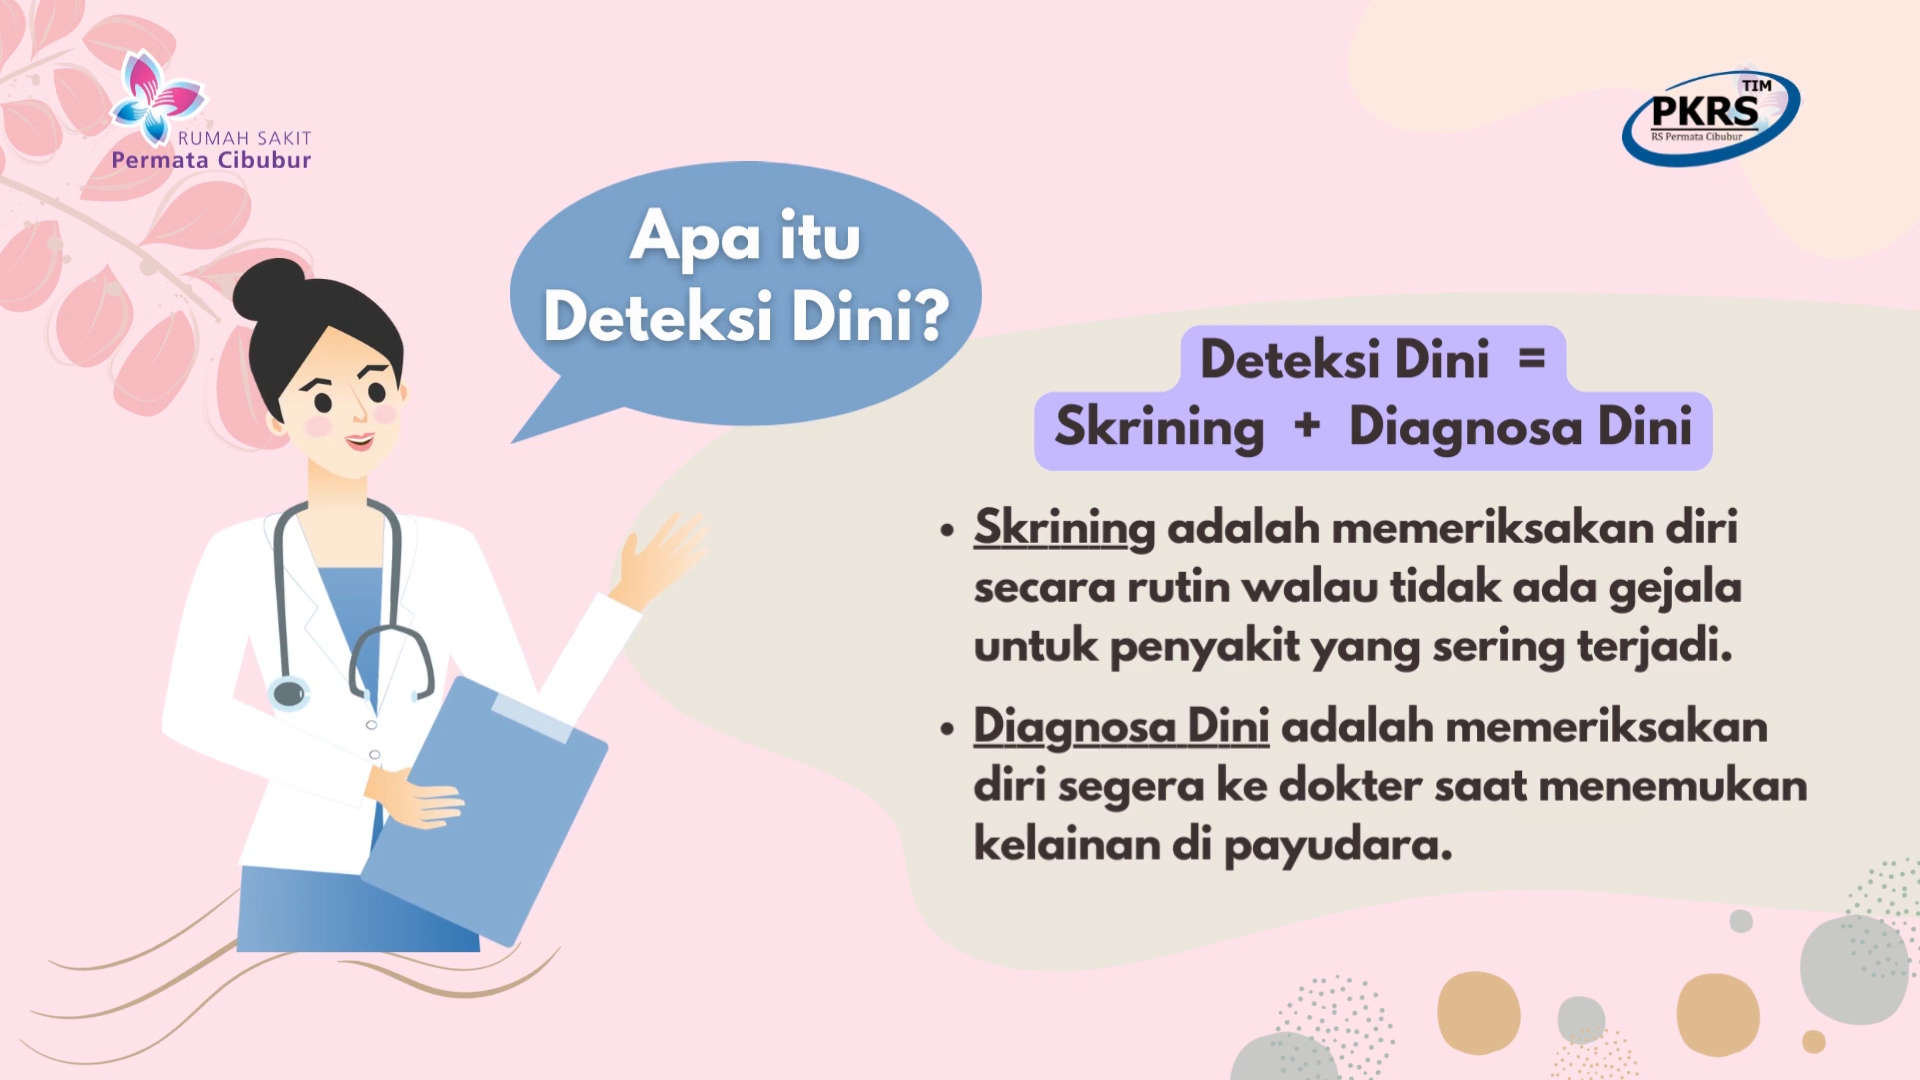 RUMAH SAKIT
Permata Cibubur
TIM
PKRS
RS Permata Cibubur
Apa itu
Deteksi Dini?
Deteksi Dini =
Skrining + Diagnosa Dini
• Skrining adalah memeriksakan diri
secara rutin walau tidak ada gejala
untuk penyakit yang sering terjadi.
• Diagnosa Dini adalah memeriksakan
diri segera ke dokter saat menemukan
kelainan di payudara.